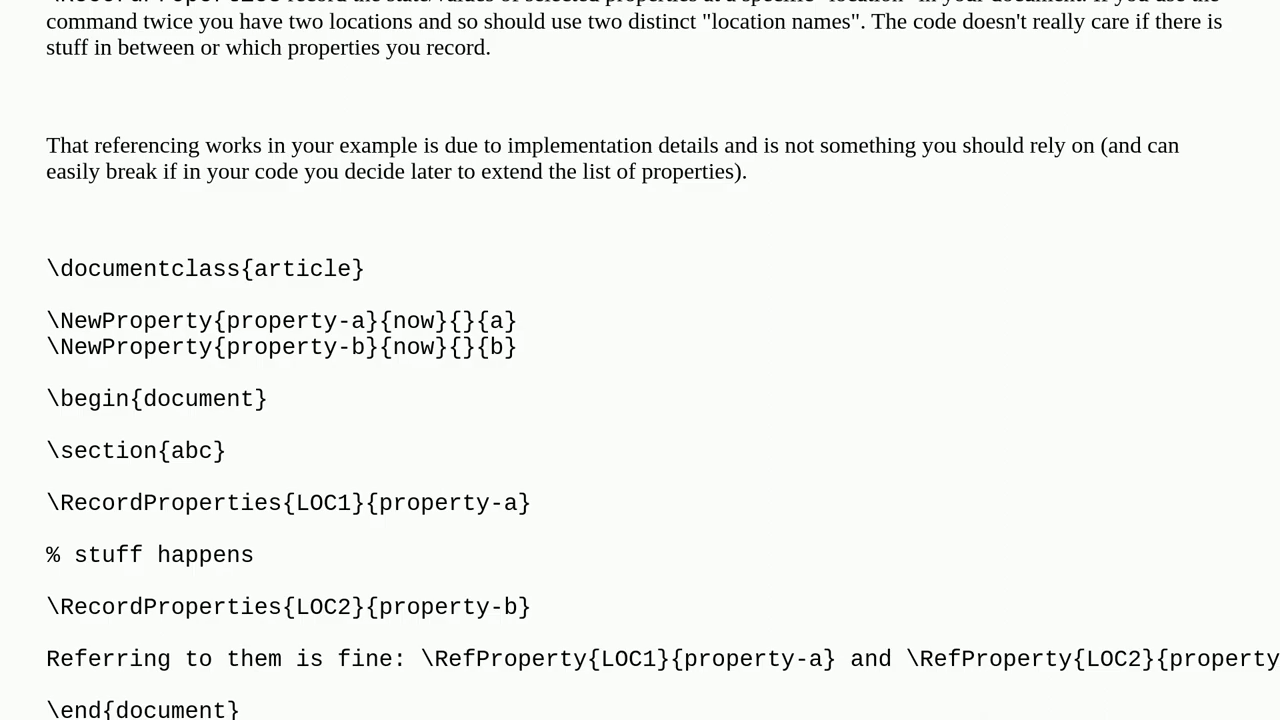 command twice you have two locations and so should use two distinct "location names". The code doesn't really care if there is
stuff in between or which properties you record.
That referencing works in your example is due to implementation details and is not something you should rely on (and can
easily break if in your code you decide later to extend the list of properties).
\documentclass{article}
\NewProperty{property-a}{now}{}{a}
\NewProperty{property-b}{now}{}{b}
\begin{document}
\section{abc}
\RecordProperties{LOC1}{property-a}
% stuff happens
\RecordProperties{LOC2}{property-b}
Referring to them is fine: \RefProperty{LOC1}{property-a} and \RefProperty{LOC2}{property
\end{document}